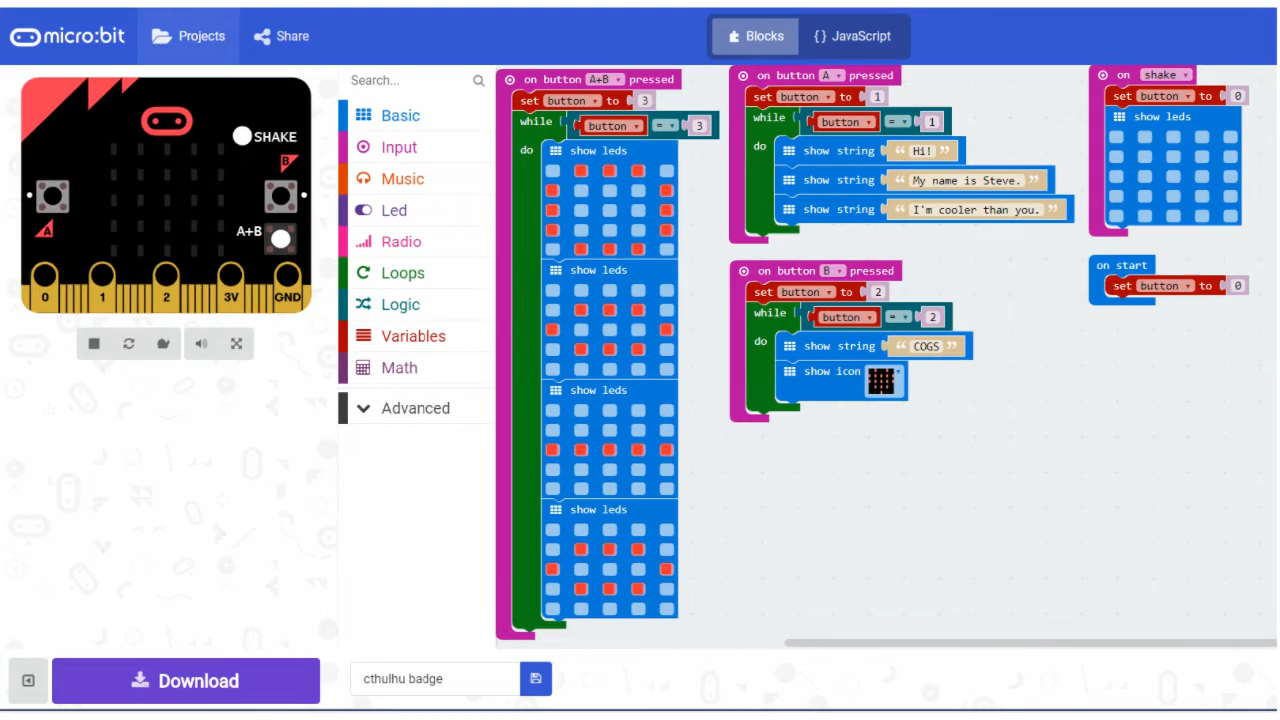 micro:bit Projects Share Blocks {} JavaScript
SHAKE
B
A
A+B
0 1 2 3V GND
Search...
Basic
Input
Music
Led
Radio
Loops
Logic
Variables
Math
Advanced
on button A+B pressed
set button to 3
while button = 3
do show leds
show leds
show leds
show leds
on button A pressed
set button to 1
while button = 1
do show string “ Hi! ”
show string “ My name is Steve. ”
show string “ I'm cooler than you. ”
on button B pressed
set button to 2
while button = 2
do show string “ COGS ”
show icon
on shake
set button to 0
show leds
on start
set button to 0
Download
cthulhu badge